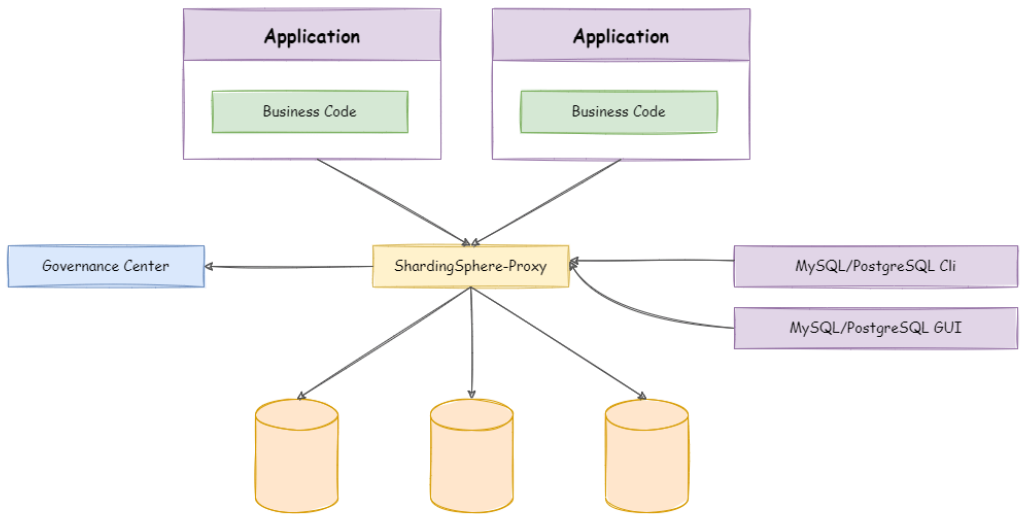 Application
Application
Business Code
Business Code
Governance Center
ShardingSphere-Proxy
MySQL/PostgreSQL Cli
MySQL/PostgreSQL GUI